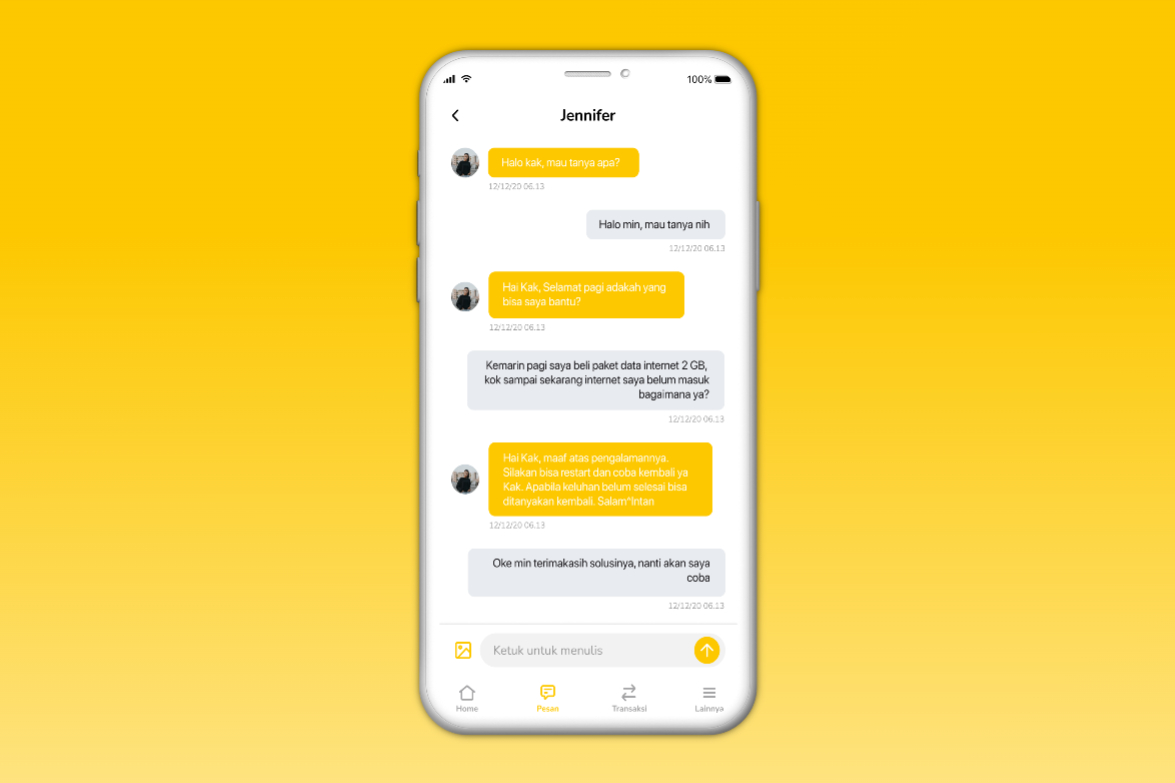 100%
Jennifer
Halo kak, mau tanya apa?
12/12/20 06.13
Halo min, mau tanya nih
12/12/20 06.13
Hai Kak, Selamat pagi adakah yang
bisa saya bantu?
12/12/20 06.13
Kemarin pagi saya beli paket data internet 2 GB,
kok sampai sekarang internet saya belum masuk
bagaimana ya?
12/12/20 06.13
Hai Kak, maaf atas pengalamannya.
Silakan bisa restart dan coba kembali ya
Kak. Apabila keluhan belum selesai bisa
ditanyakan kembali. Salam^Intan
12/12/20 06.13
Oke min terimakasih solusinya, nanti akan saya
coba
12/12/20 06.13
Ketuk untuk menulis
Home Pesan Transaksi Lainnya